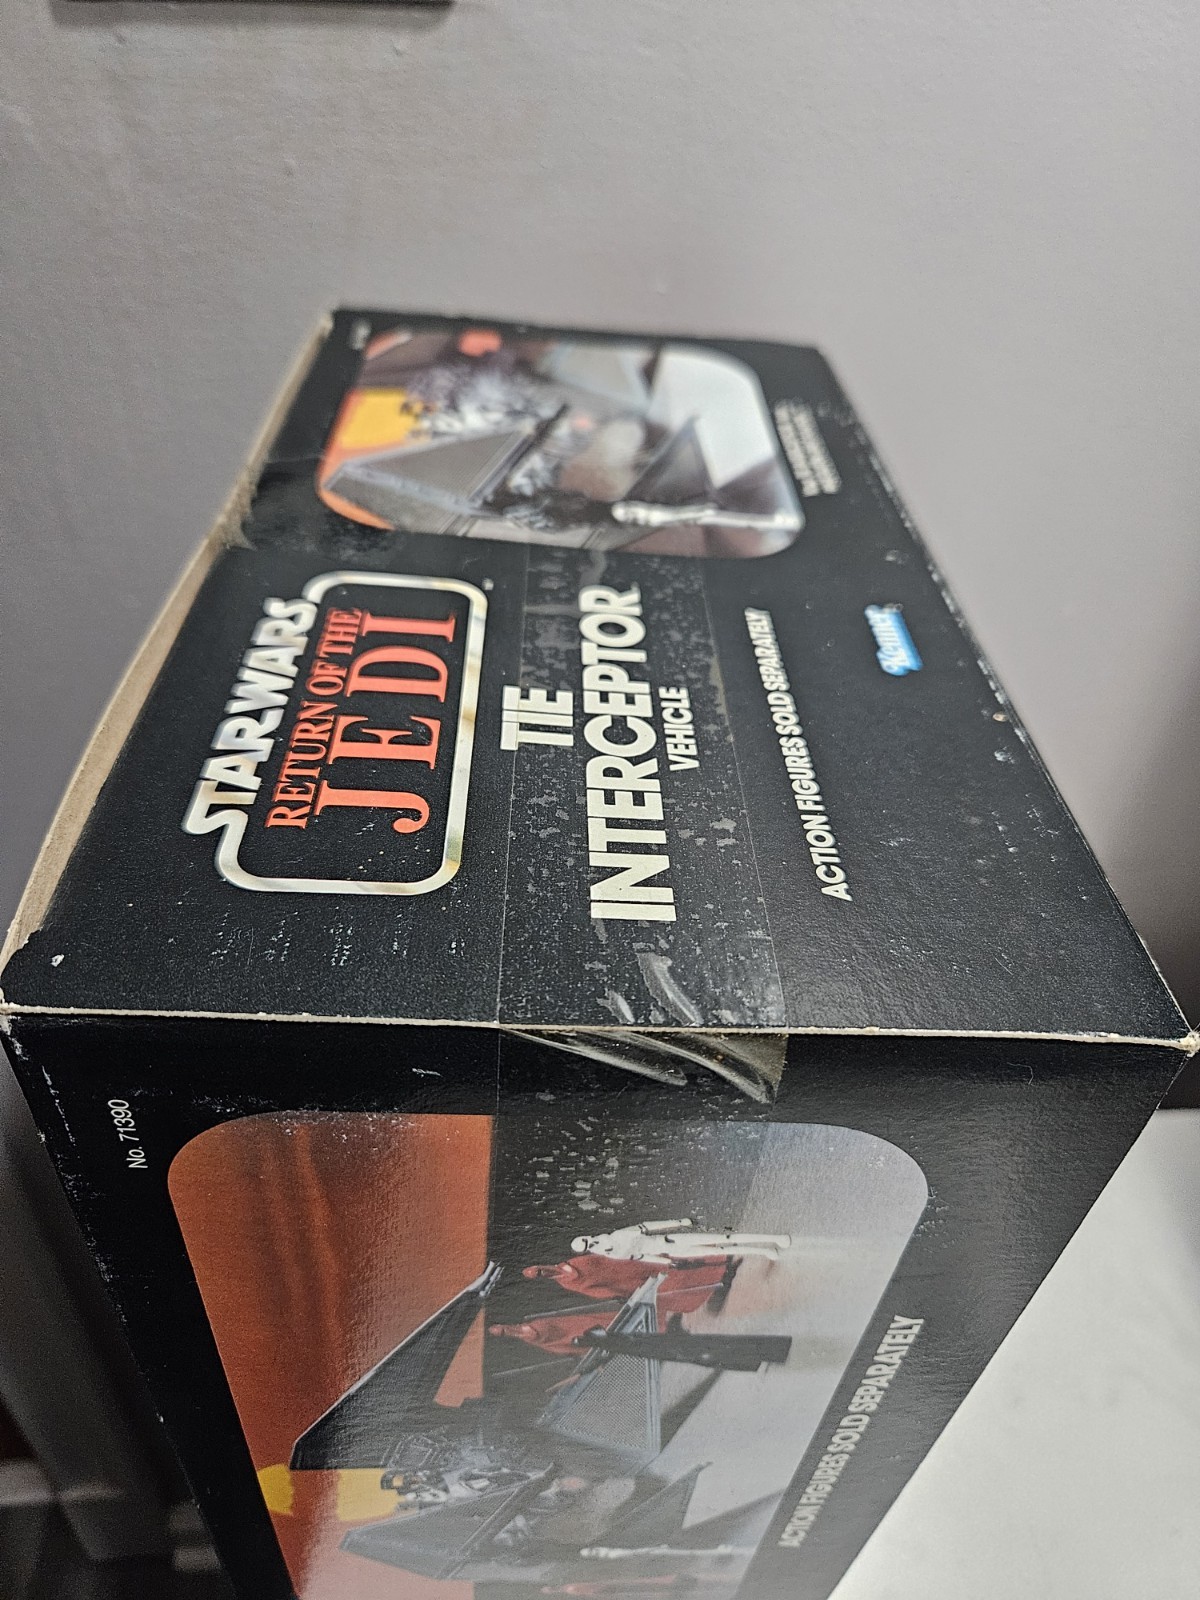 STAR WARS
RETURN OF THE
JEDI
TIE
INTERCEPTOR
VEHICLE
ACTION FIGURES SOLD SEPARATELY
Kenner
No. 71390
ACTION FIGURES SOLD SEPARATELY